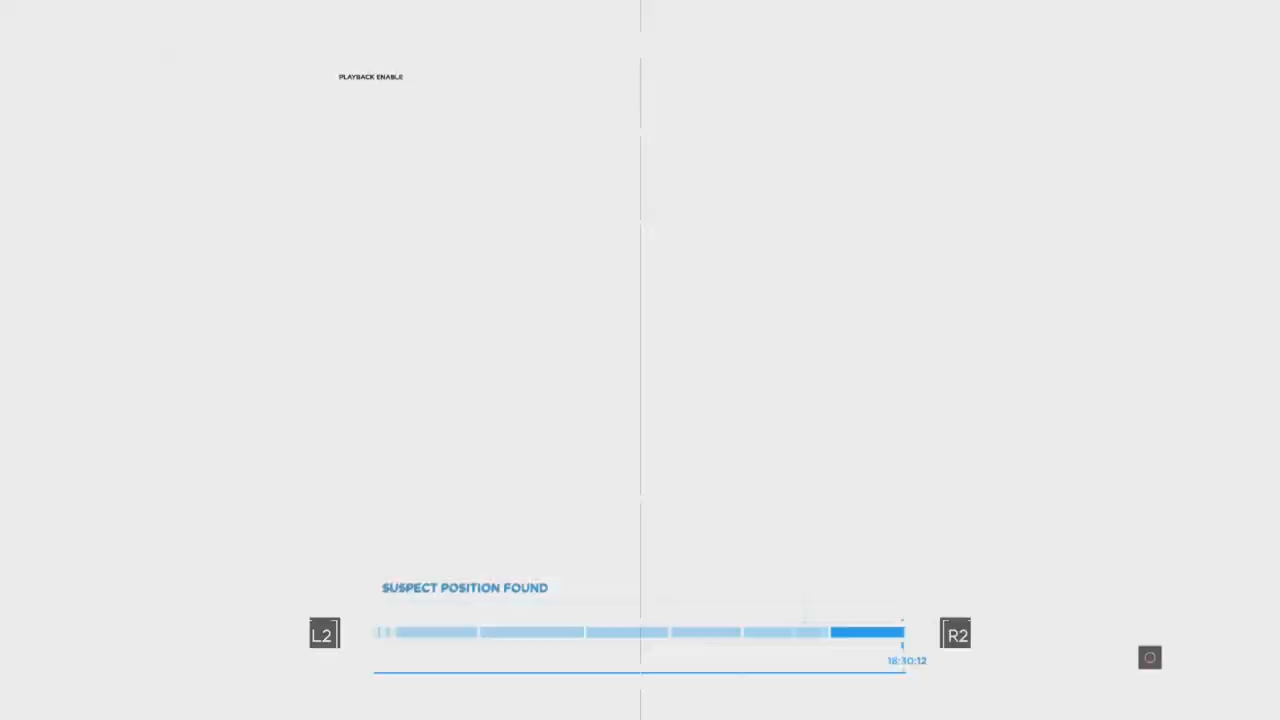 PLAYBACK ENABLE
SUSPECT POSITION FOUND
L2
R2
18:30:12